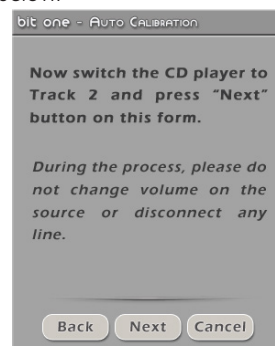 bit one - Auto Calibration
Now switch the CD player to
Track 2 and press "Next"
button on this form.
During the process, please do
not change volume on the
source or disconnect any
line.
Back Next Cancel